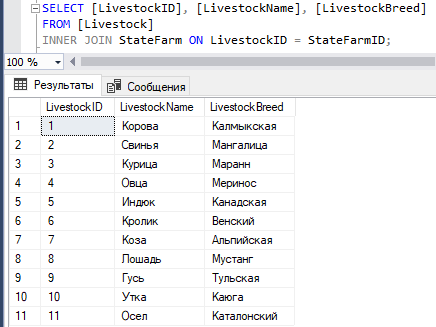 SELECT [LivestockID], [LivestockName], [LivestockBreed]
FROM [Livestock]
INNER JOIN StateFarm ON LivestockID = StateFarmID;
100 %
Результаты Сообщения
LivestockID LivestockName LivestockBreed
1 1 Корова Калмыкская
2 2 Свинья Мангалица
3 3 Курица Маранн
4 4 Овца Меринос
5 5 Индюк Канадская
6 6 Кролик Венский
7 7 Коза Альпийская
8 8 Лошадь Мустанг
9 9 Гусь Тульская
10 10 Утка Каюга
11 11 Осел Каталонский